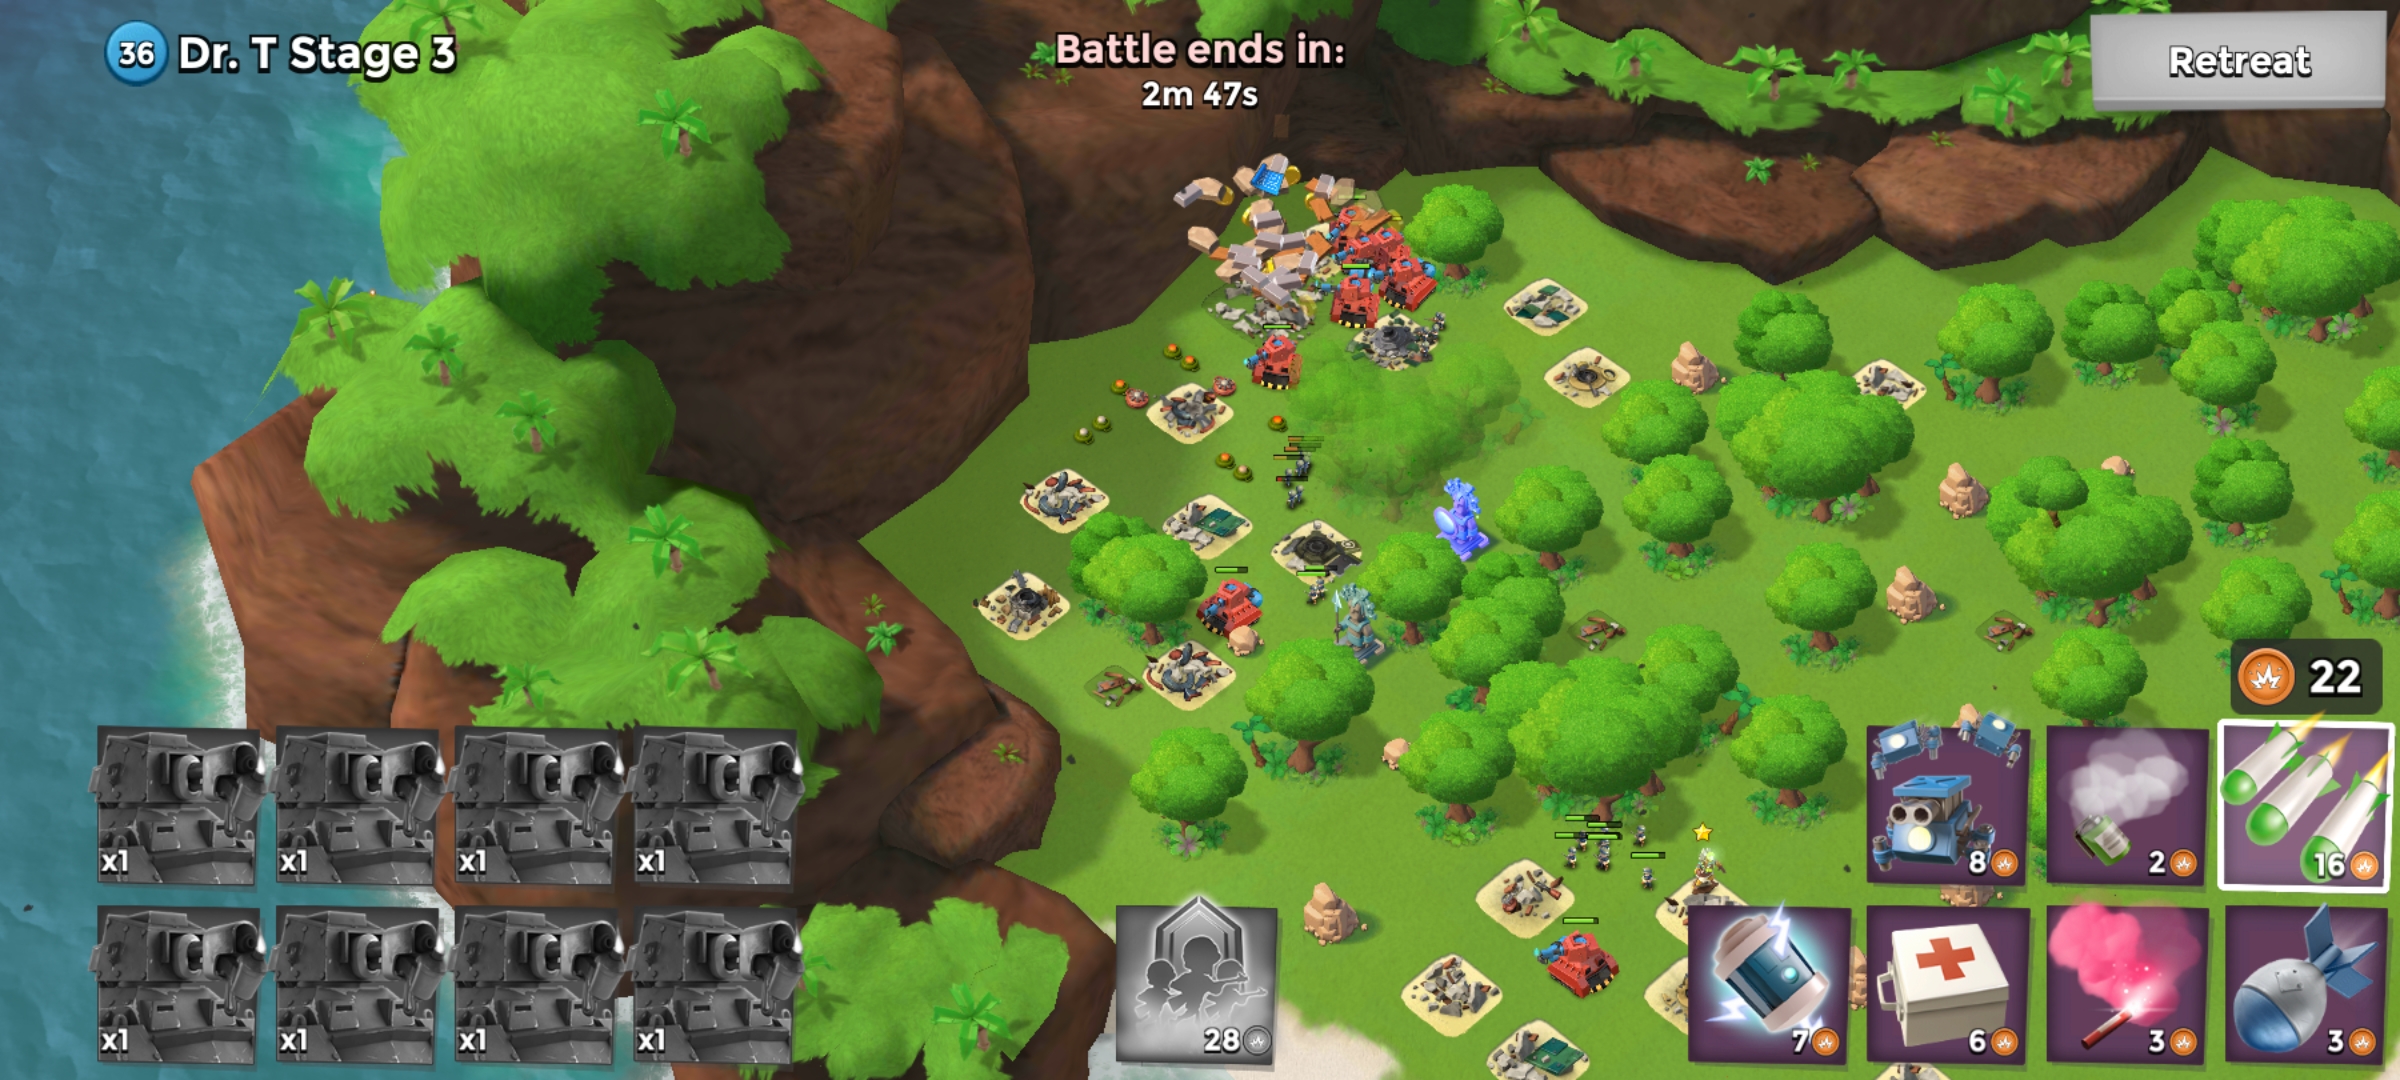 36 Dr. T Stage 3
Battle ends in:
2m 47s
Retreat
22
x1 x1 x1 x1
8 2 16
x1 x1 x1 x1
28 7 6 3 3